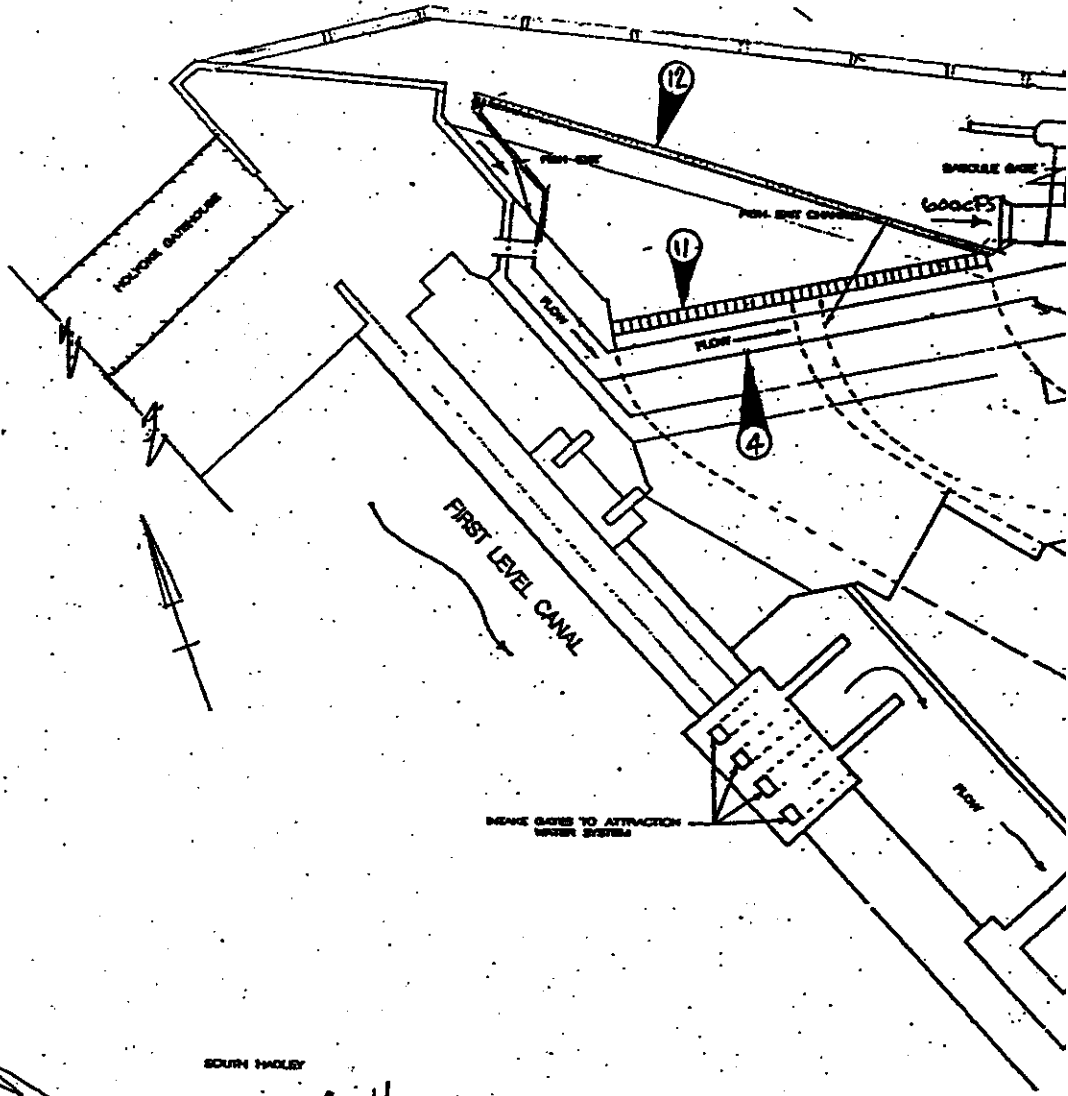 12
FISH EXIT
BASCULE GATE
600CFS
FISH EXIT CHANNEL
HOLYOKE GATEHOUSE
11
FLOW
FLOW
4
FIRST LEVEL CANAL
FLOW
INTAKE GATES TO ATTRACTION
WATER SYSTEM
SOUTH HADLEY